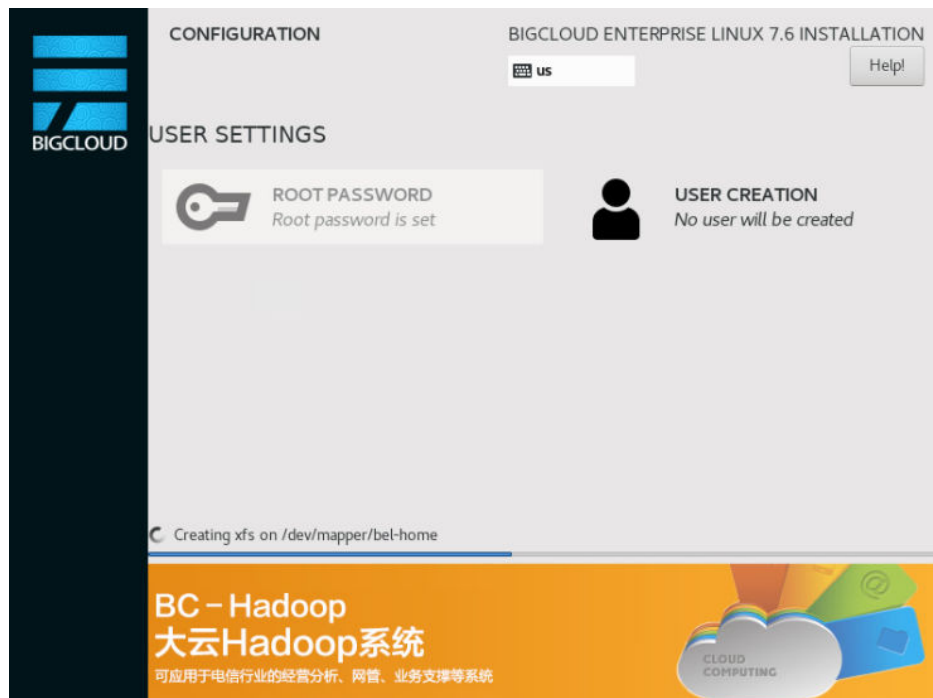 BIGCLOUD
CONFIGURATION
BIGCLOUD ENTERPRISE LINUX 7.6 INSTALLATION
us
Help!
USER SETTINGS
ROOT PASSWORD
Root password is set
USER CREATION
No user will be created
Creating xfs on /dev/mapper/bel-home
BC-Hadoop
大云Hadoop系统
可应用于电信行业的经营分析、网管、业务支撑等系统
@
CLOUD
COMPUTING